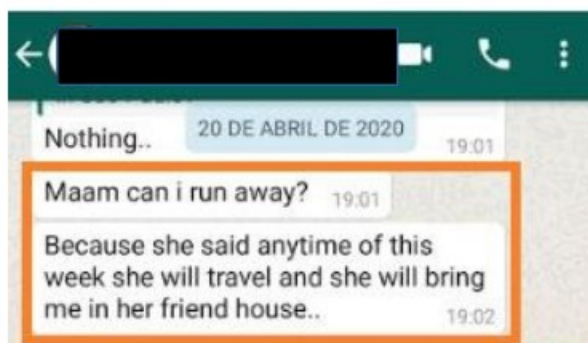 Nothing..
20 DE ABRIL DE 2020
19:01
Maam can i run away?
19:01
Because she said anytime of this
week she will travel and she will bring
me in her friend house..
19:02